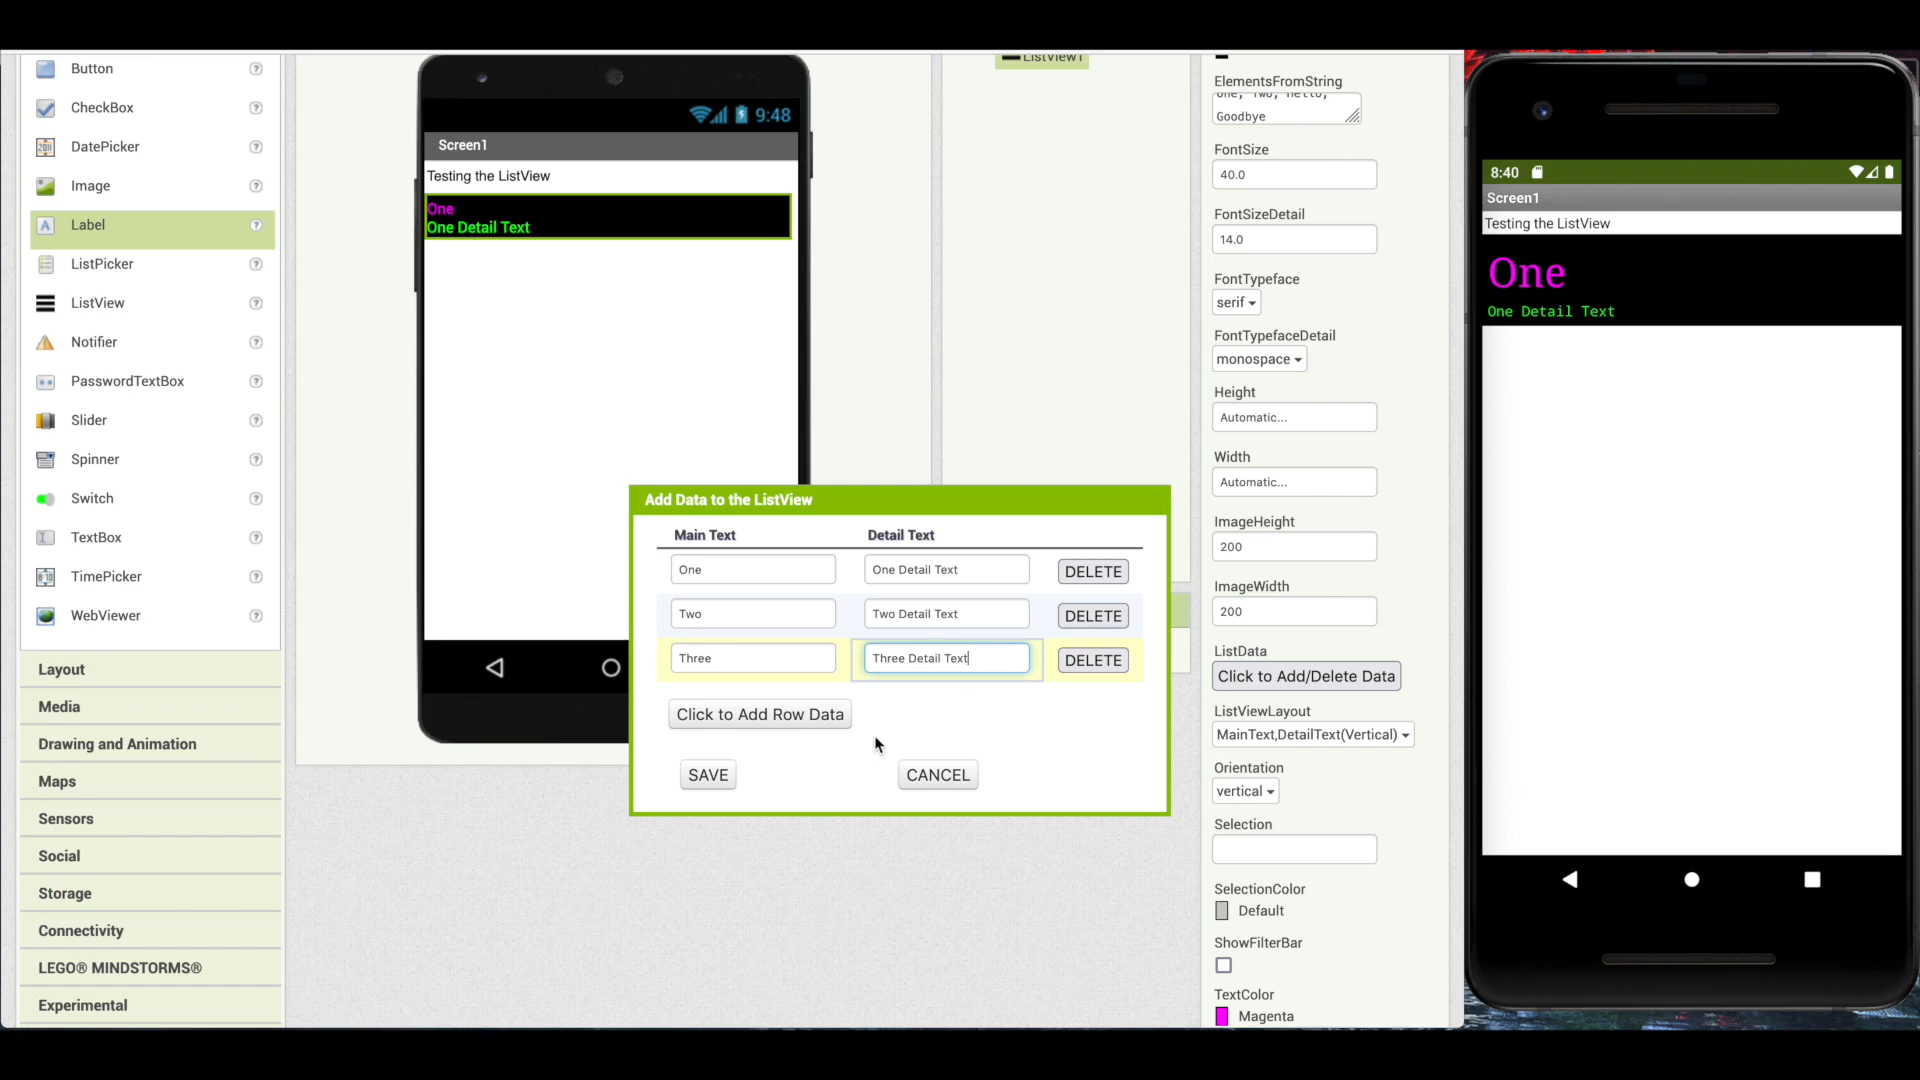 Button
CheckBox
DatePicker
Image
Label
ListPicker
ListView
Notifier
PasswordTextBox
Slider
Spinner
Switch
TextBox
TimePicker
WebViewer
Layout
Media
Drawing and Animation
Maps
Sensors
Social
Storage
Connectivity
LEGO® MINDSTORMS®
Experimental
9:48
Screen1
Testing the ListView
One
One Detail Text
Add Data to the ListView
Main Text Detail Text
One One Detail Text DELETE
Two Two Detail Text DELETE
Three Three Detail Text DELETE
Click to Add Row Data
SAVE CANCEL
ListView1
ElementsFromString
One, Two, Hello,
Goodbye
FontSize
40.0
FontSizeDetail
14.0
FontTypeface
serif
FontTypefaceDetail
monospace
Height
Automatic...
Width
Automatic...
ImageHeight
200
ImageWidth
200
ListData
Click to Add/Delete Data
ListViewLayout
MainText,DetailText(Vertical)
Orientation
vertical
Selection
SelectionColor
Default
ShowFilterBar
TextColor
Magenta
8:40
Screen1
Testing the ListView
One
One Detail Text